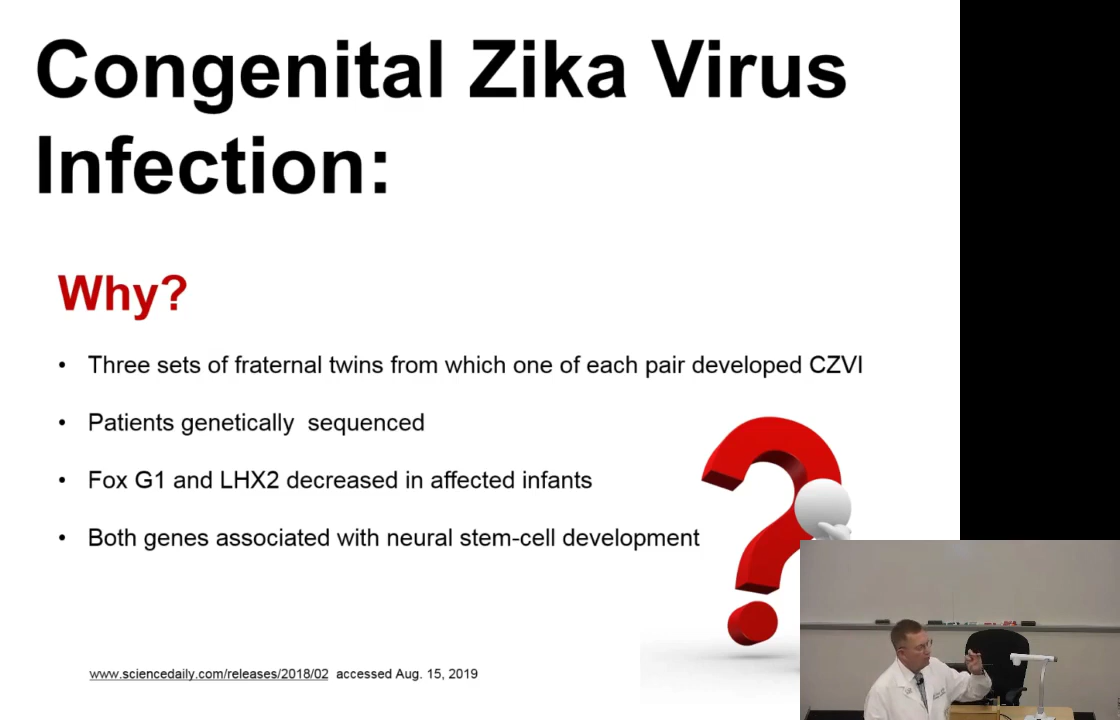 Congenital Zika Virus
Infection:
Why?
• Three sets of fraternal twins from which one of each pair developed CZVI
• Patients genetically  sequenced
• Fox G1 and LHX2 decreased in affected infants
• Both genes associated with neural stem-cell development
www.sciencedaily.com/releases/2018/02  accessed Aug. 15, 2019